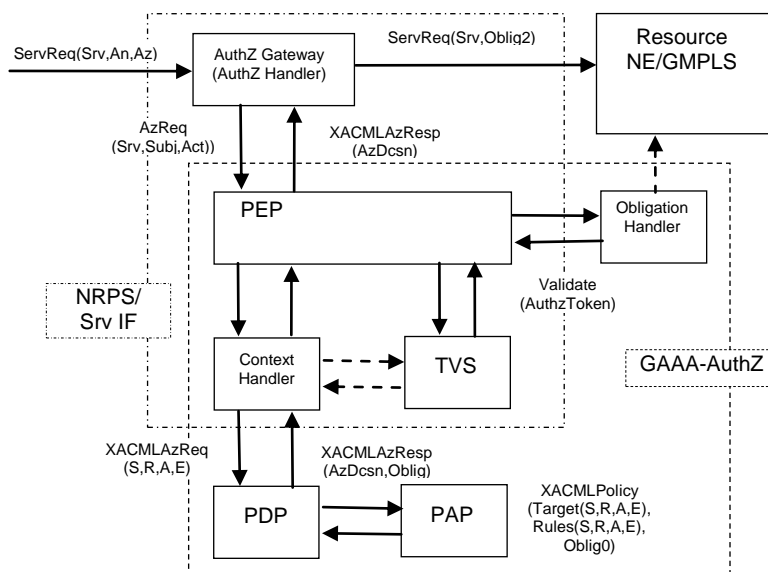 ServReq(Srv,An,Az)
AuthZ Gateway
(AuthZ Handler)
ServReq(Srv,Oblig2)
Resource
NE/GMPLS
AzReq
(Srv,Subj,Act))
XACMLAzResp
(AzDcsn)
PEP
Obligation
Handler
Validate
(AuthzToken)
NRPS/
Srv IF
Context
Handler
TVS
GAAA-AuthZ
XACMLAzReq
(S,R,A,E)
XACMLAzResp
(AzDcsn,Oblig)
PDP
PAP
XACMLPolicy
(Target(S,R,A,E),
Rules(S,R,A,E),
Oblig0)